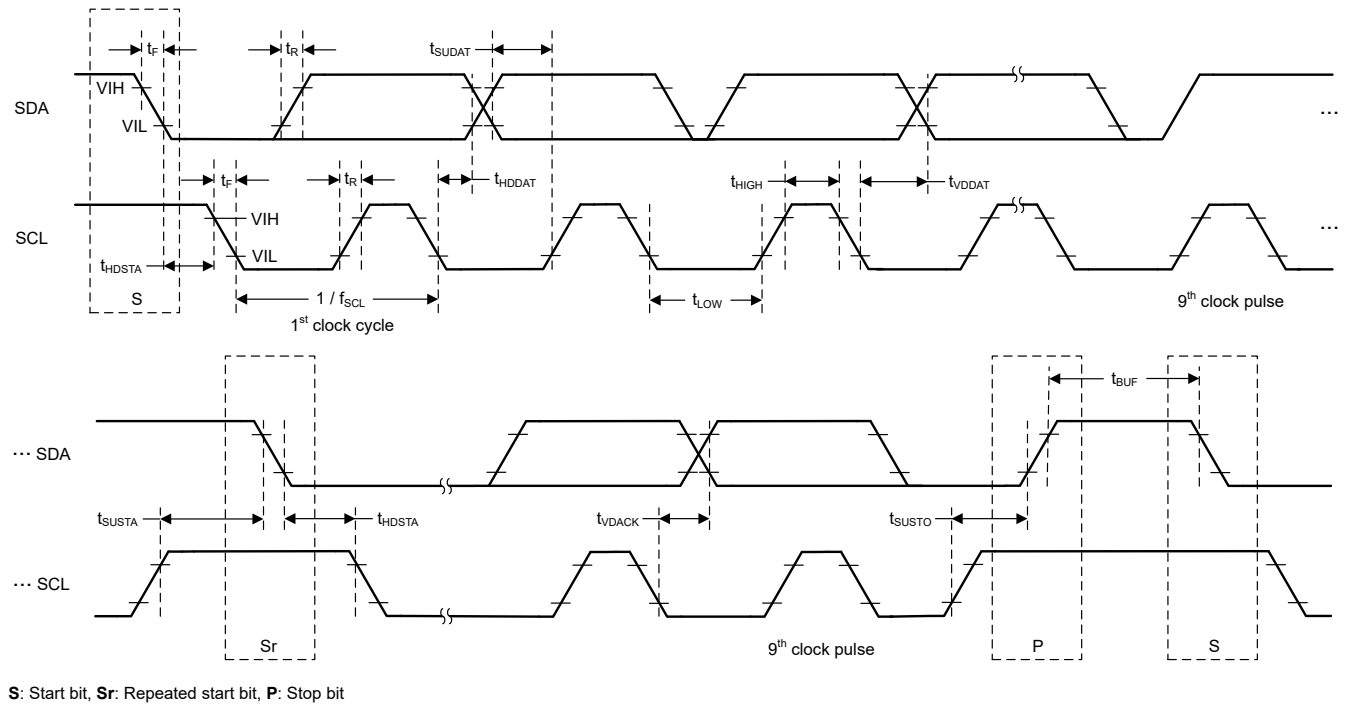 tF
tR
tSUDAT
VIH
SDA
VIL
...
tF
tR
tHDDAT
tHIGH
tVDDAT
VIH
SCL
...
VIL
tHDSTA
S
1 / fSCL
tLOW
9th clock pulse
1st clock cycle
tBUF
... SDA
tSUSTA
tHDSTA
tVDACK
tSUSTO
... SCL
Sr
9th clock pulse
P
S
S: Start bit, Sr: Repeated start bit, P: Stop bit